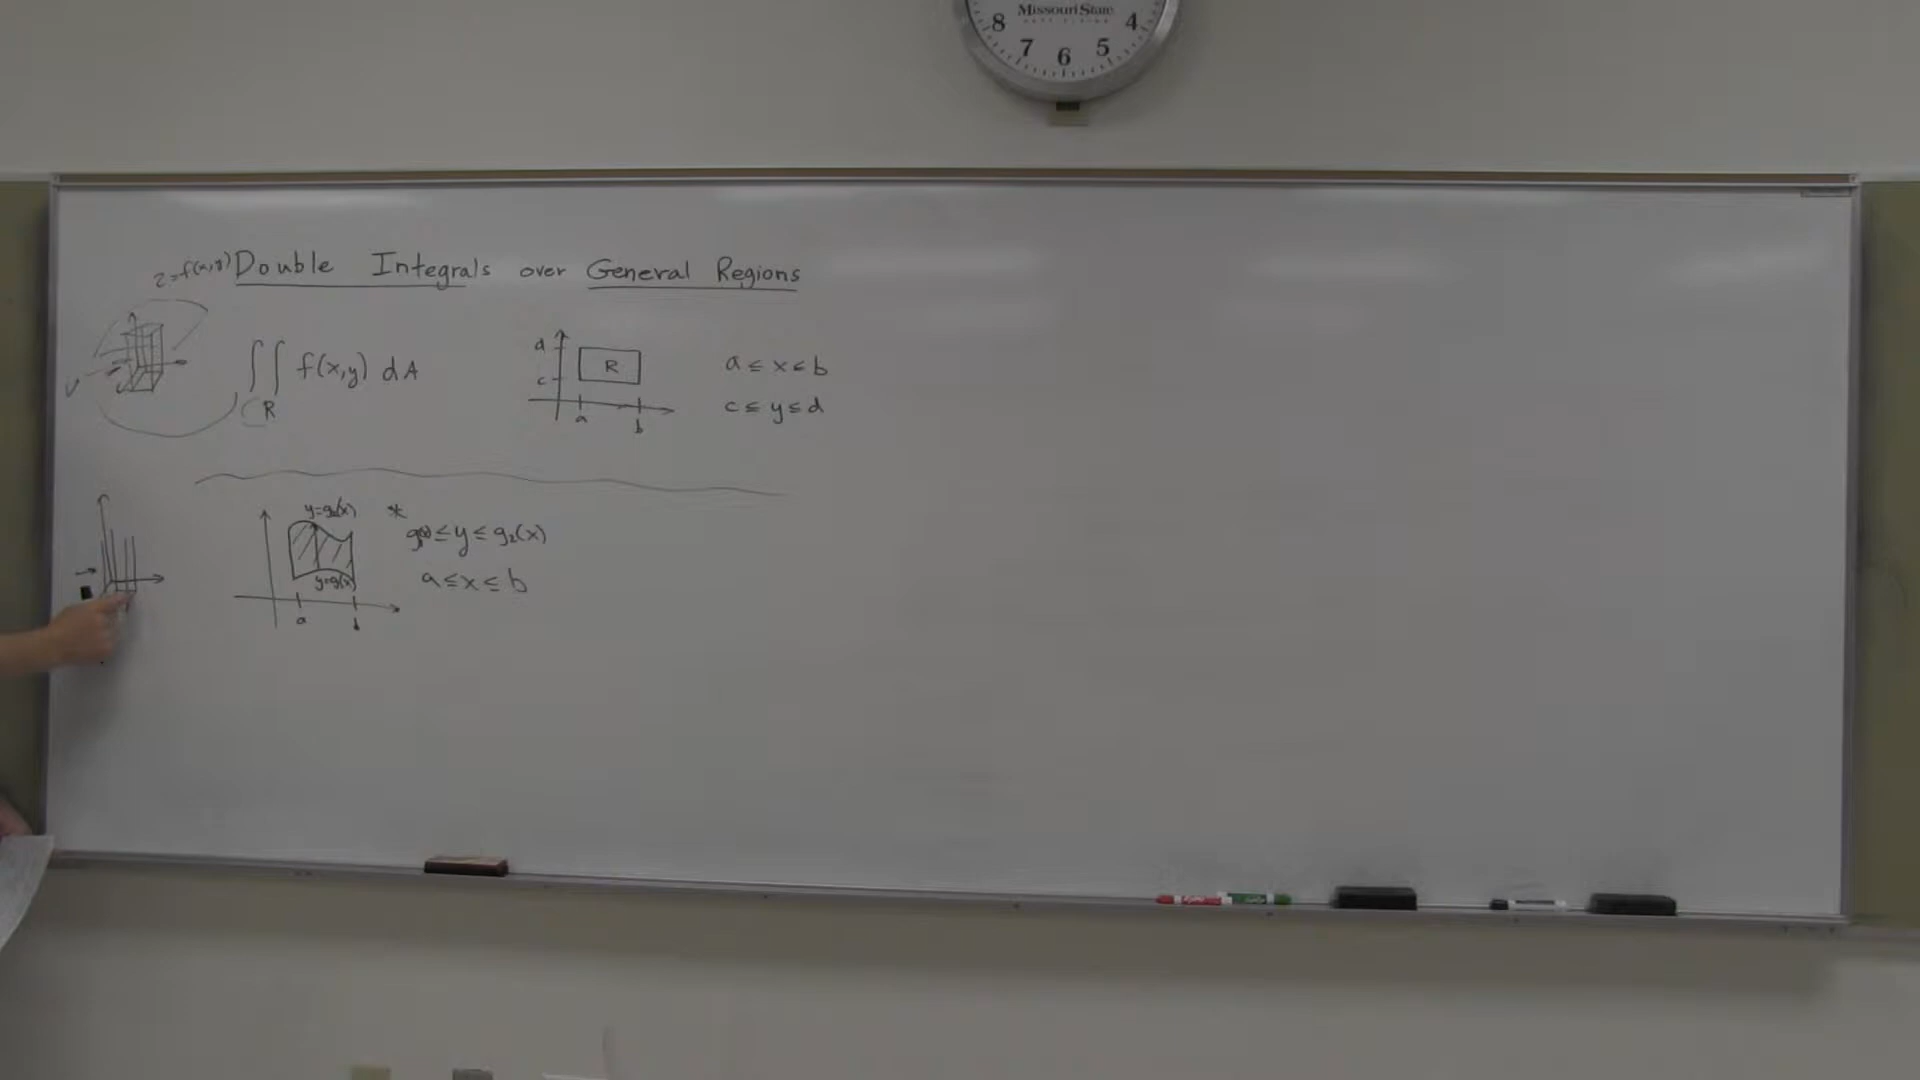 Missouri State
8 7 6 5 4
z=f(x,y) Double Integrals over General Regions
∫∫ f(x,y) dA
R
d
c
R
a b
a ≤ x ≤ b
c ≤ y ≤ d
y=g₂(x)
*
g₁(x) ≤ y ≤ g₂(x)
y=g₁(x)
a ≤ x ≤ b
a b